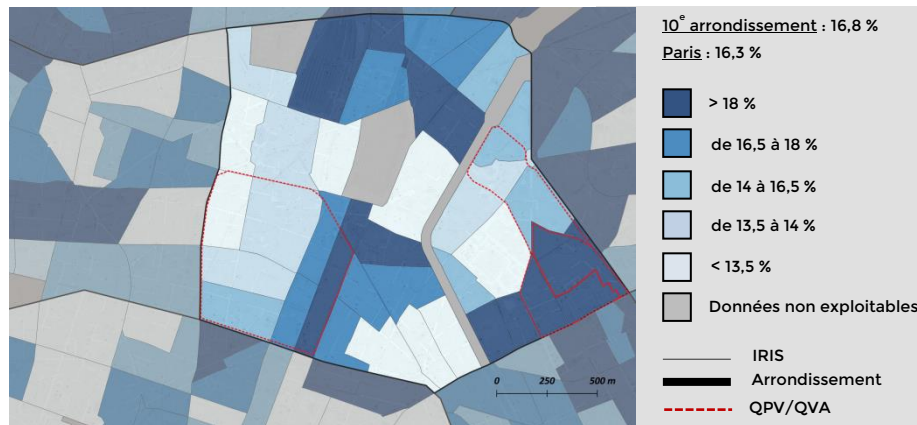 10e arrondissement : 16,8 %
Paris : 16,3 %
> 18 %
de 16,5 à 18 %
de 14 à 16,5 %
de 13,5 à 14 %
< 13,5 %
Données non exploitables
IRIS
Arrondissement
QPV/QVA
0 250 500 m